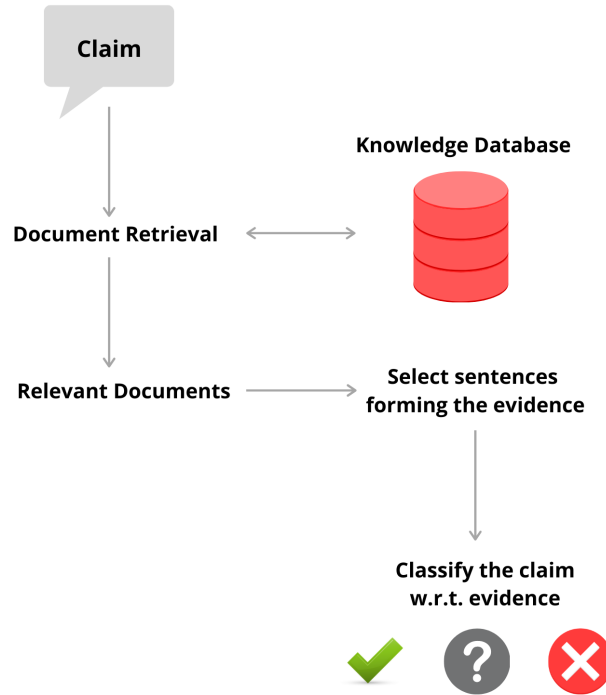 Claim
Knowledge Database
Document Retrieval
Relevant Documents
Select sentences
forming the evidence
Classify the claim
w.r.t. evidence
?